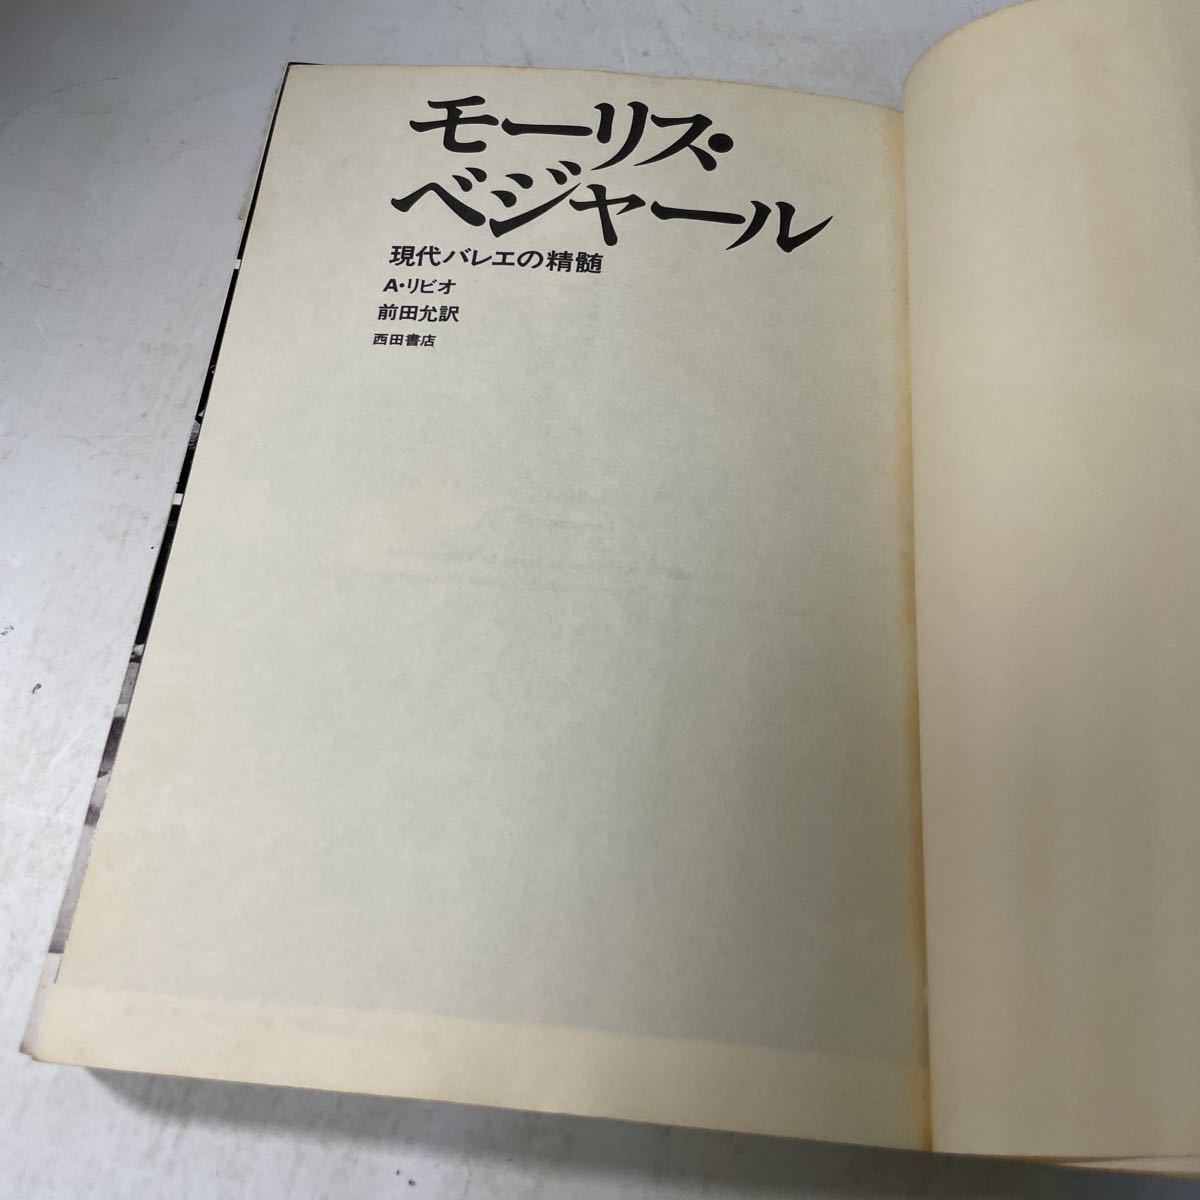 モーリス・
ベジャール
現代バレエの精髄
A・リビオ
前田允訳
西田書店